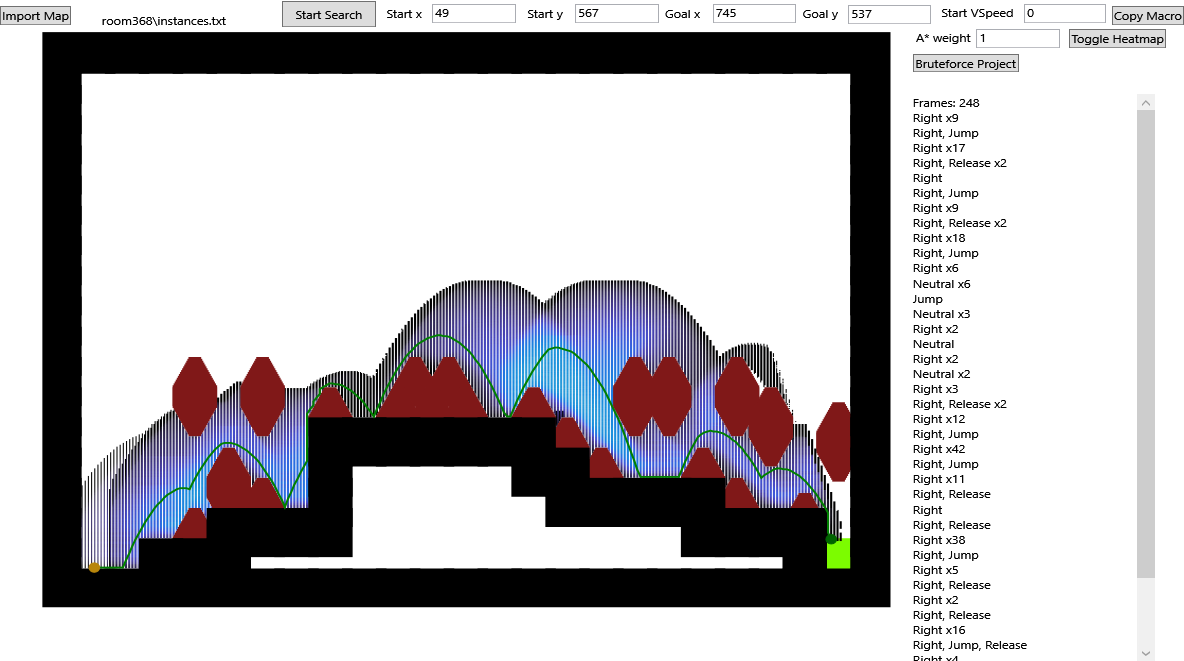 Import Map room368\instances.txt Start Search Start x 49 Start y 567 Goal x 745 Goal y 537 Start VSpeed 0 Copy Macro
A* weight 1 Toggle Heatmap
Bruteforce Project
Frames: 248
Right x9
Right, Jump
Right x17
Right, Release x2
Right
Right, Jump
Right x9
Right, Release x2
Right x18
Right, Jump
Right x6
Neutral x6
Jump
Neutral x3
Right x2
Neutral
Right x2
Neutral x2
Right x3
Right, Release x2
Right x12
Right, Jump
Right x42
Right, Jump
Right x11
Right, Release
Right
Right, Release
Right x38
Right, Jump
Right x5
Right, Release
Right x2
Right, Release
Right x16
Right, Jump, Release
Right x4